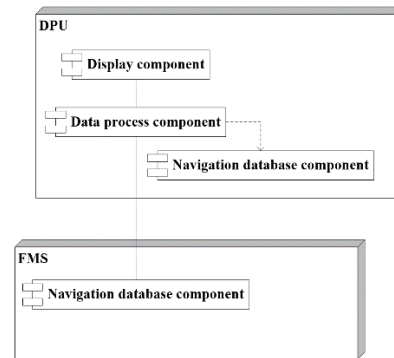 DPU
Display component
Data process component
Navigation database component
FMS
Navigation database component